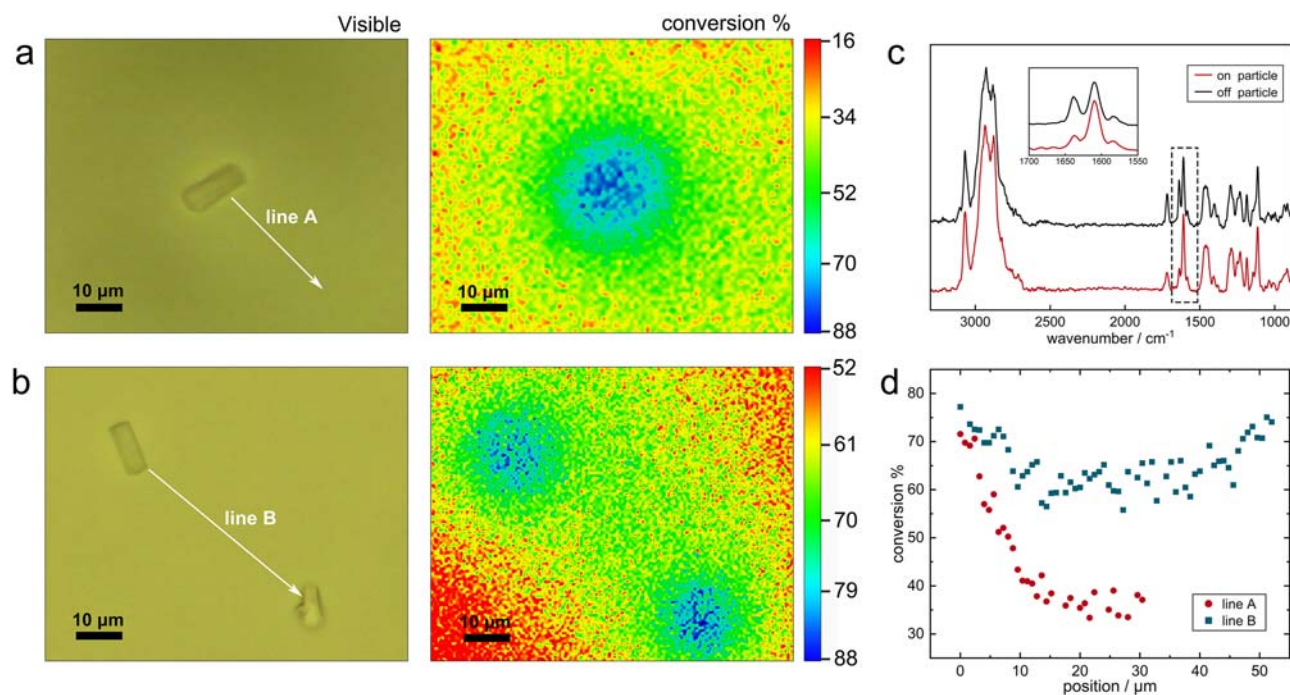 Visible
conversion %
a
line A
10 µm
10 µm
16
34
52
70
88
b
line B
10 µm
10 µm
52
61
70
79
88
c
on particle
off particle
1700
1650
1600
1550
3000
2500
2000
1500
1000
wavenumber / cm⁻¹
d
80
70
60
50
40
30
conversion %
line A
line B
0
10
20
30
40
50
position / µm